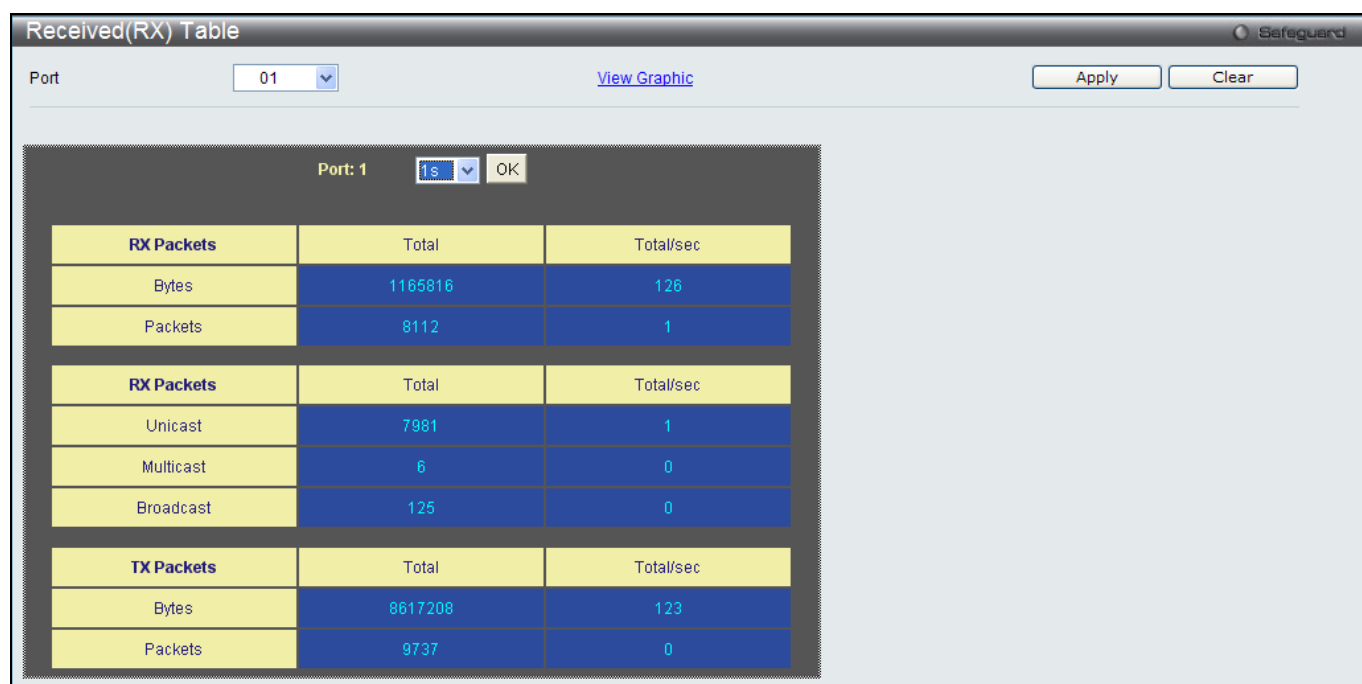 Received(RX) Table Safeguard
Port 01 View Graphic Apply Clear
Port: 1 1s OK
RX Packets Total Total/sec
Bytes 1165816 126
Packets 8112 1
RX Packets Total Total/sec
Unicast 7981 1
Multicast 6 0
Broadcast 125 0
TX Packets Total Total/sec
Bytes 8617208 123
Packets 9737 0